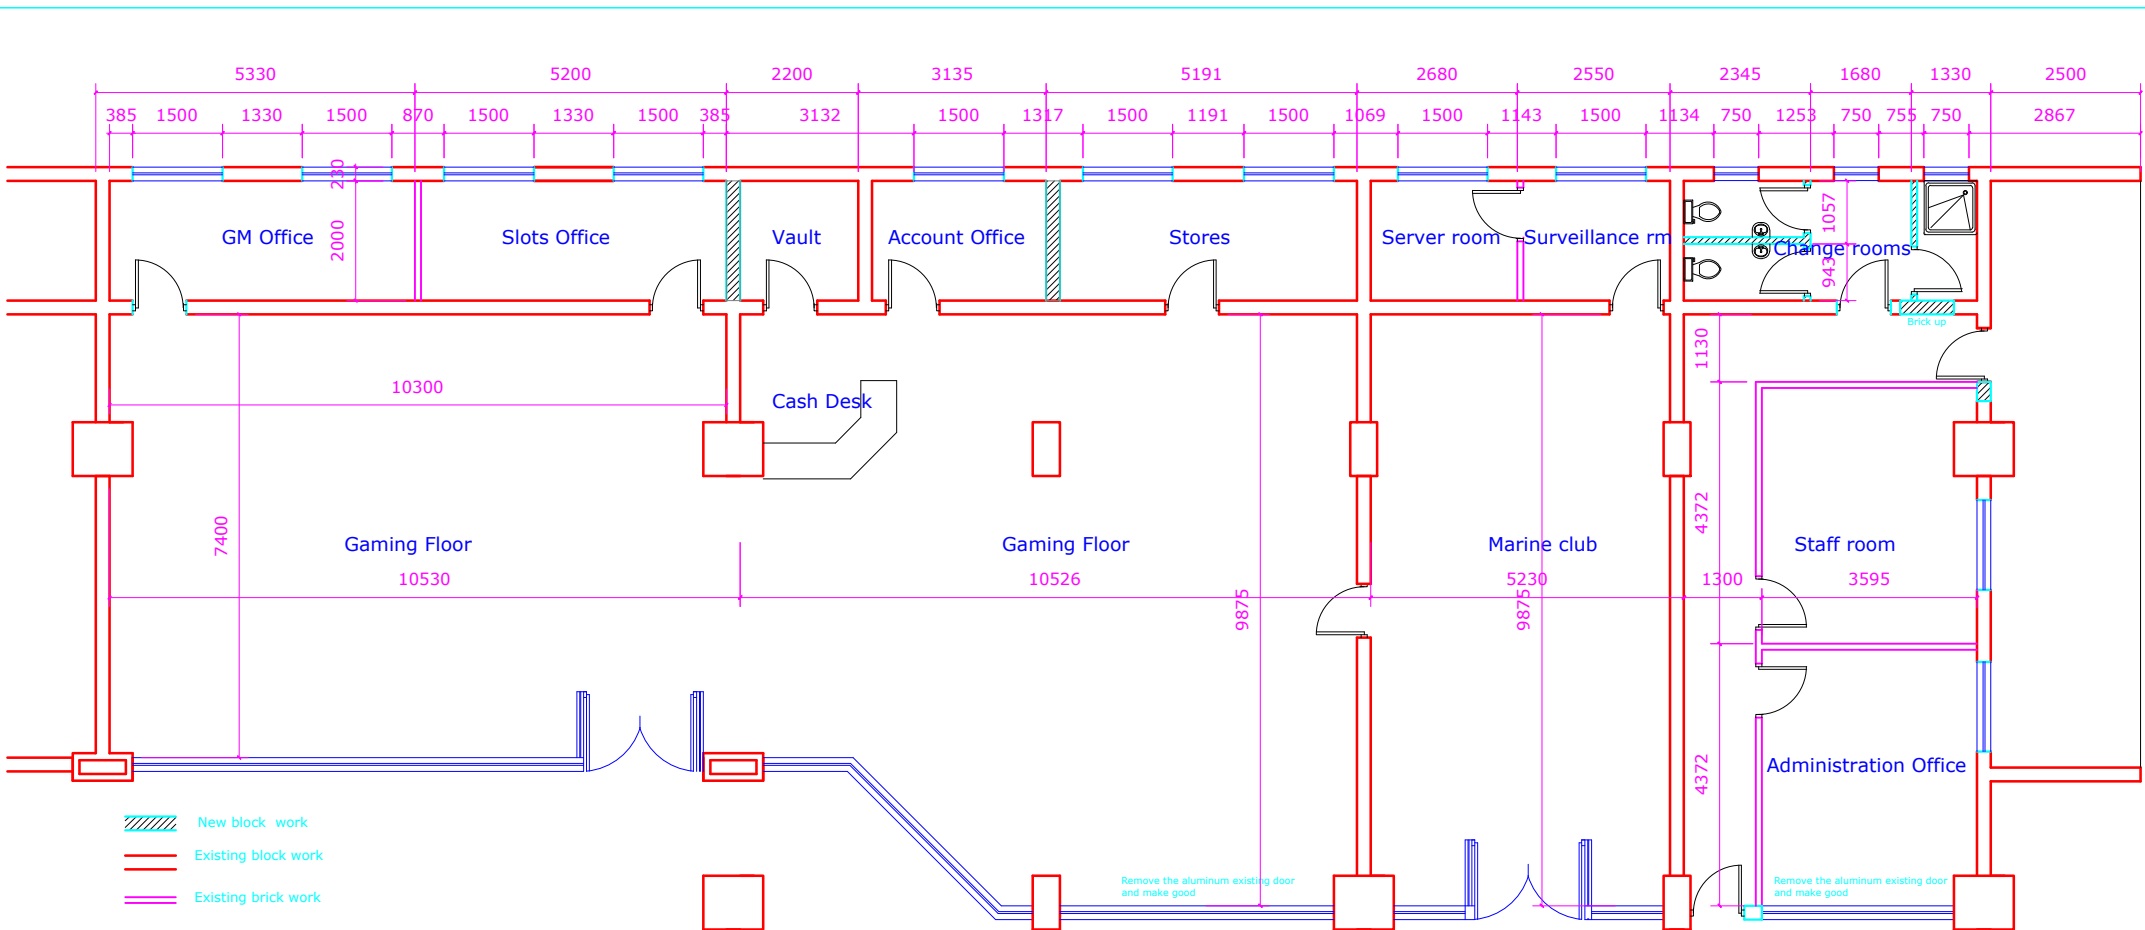 5330 5200 2200 3135 5191 2680 2550 2345 1680 1330 2500
385 1500 1330 1500 870 1500 1330 1500 385 3132 1500 1317 1500 1191 1500 1069 1500 1143 1500 1134 750 1253 750 755 750 2867
230
2000
1057
943
GM Office
Slots Office
Vault
Account Office
Stores
Server room
Surveillance rm
Change rooms
Brick up
1130
10300
Cash Desk
7400
4372
Gaming Floor
Gaming Floor
Marine club
Staff room
10530
10526
5230
1300
3595
9875
9875
4372
Administration Office
New block work
Existing block work
Existing brick work
Remove the aluminum existing door
and make good
Remove the aluminum existing door
and make good